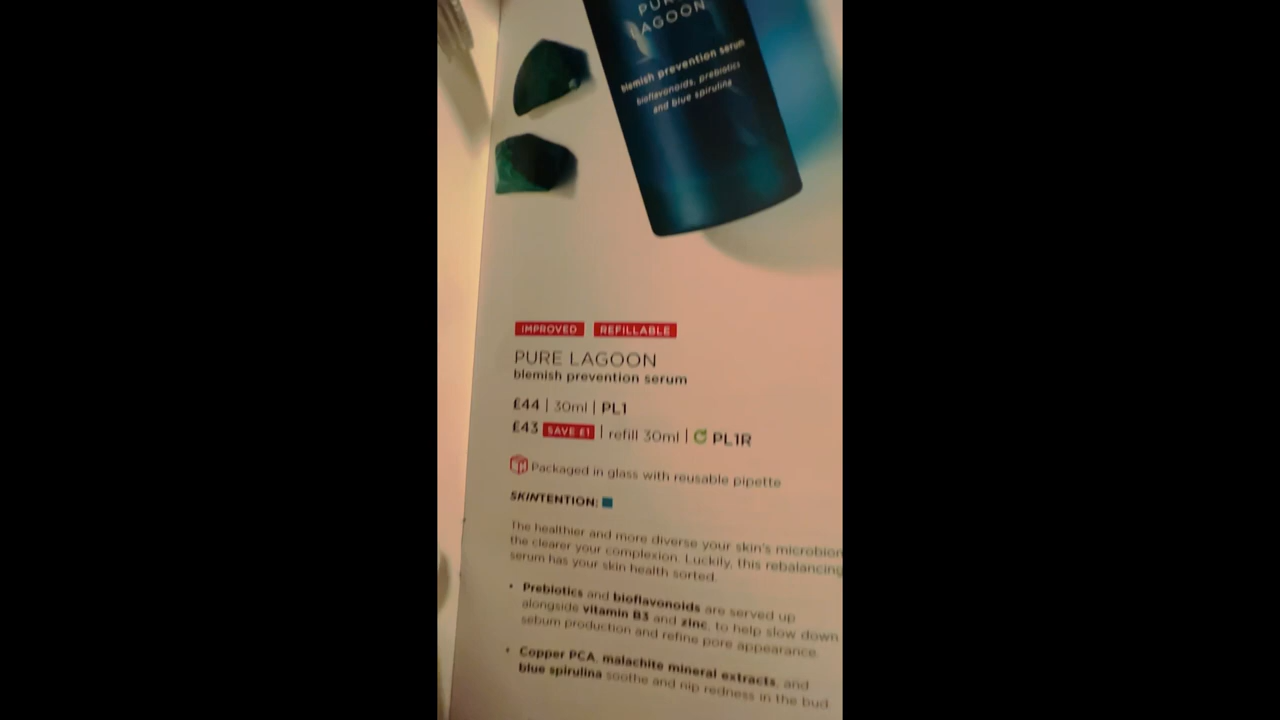 PURE
LAGOON
blemish prevention serum
bioflavonoids, prebiotics
and blue spirulina
IMPROVED REFILLABLE
PURE LAGOON
blemish prevention serum
£44 | 30ml | PL1
£43 SAVE £1 | refill 30ml | PL1R
Packaged in glass with reusable pipette
SKINTENTION:
The healthier and more diverse your skin's microbiom
the clearer your complexion. Luckily, this rebalancing
serum has your skin health sorted.
• Prebiotics and bioflavonoids are served up
alongside vitamin B3 and zinc, to help slow down
sebum production and refine pore appearance.
• Copper PCA, malachite mineral extracts, and
blue spirulina soothe and nip redness in the bud